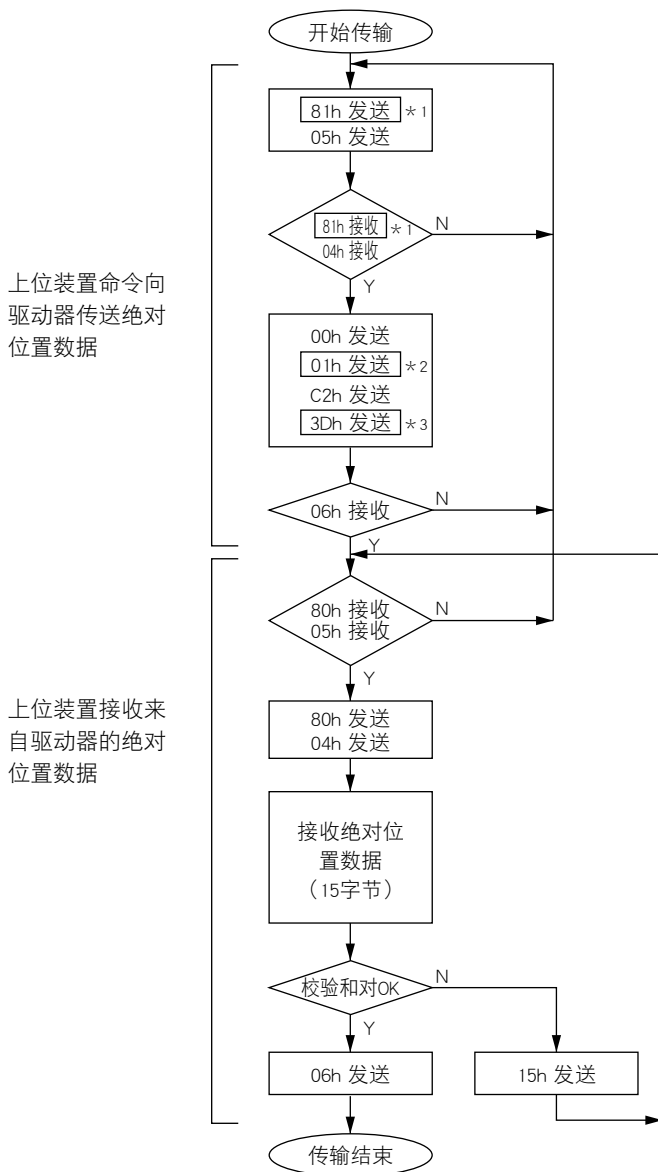 开始传输
81h 发送 *1
05h 发送
81h 接收 *1
04h 接收
N
Y
上位装置命令向
驱动器传送绝对
位置数据
00h 发送
01h 发送 *2
C2h 发送
3Dh 发送 *3
06h 接收
N
Y
80h 接收
05h 接收
N
Y
上位装置接收来
自驱动器的绝对
位置数据
80h 发送
04h 发送
接收绝对位
置数据
（15字节）
校验和对OK
N
Y
06h 发送
15h 发送
传输结束